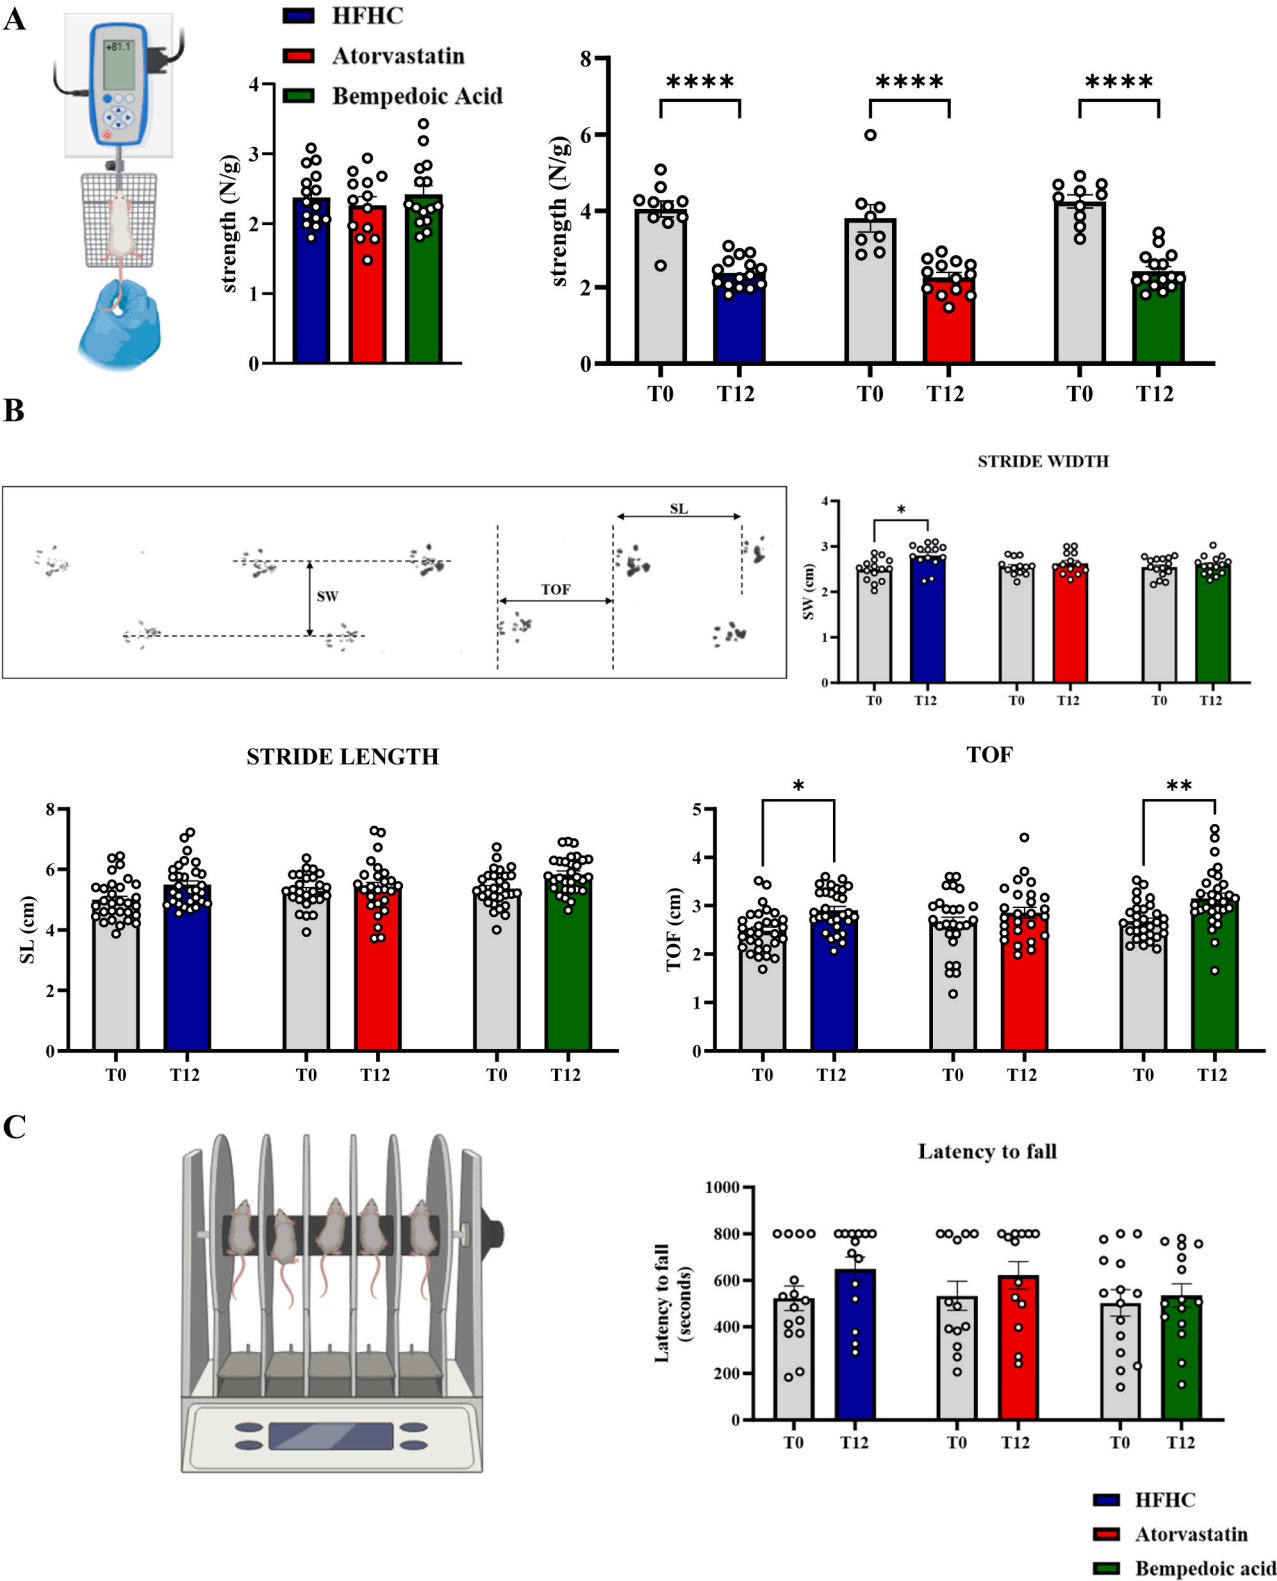 A
+81.1
HFHC
Atorvastatin
Bempedoic Acid
strength (N/g)
4
3
2
1
0
strength (N/g)
8
6
4
2
0
**** **** ****
T0 T12 T0 T12 T0 T12
B
SW
TOF
SL
STRIDE WIDTH
SW (cm)
4
3
2
1
0
*
T0 T12 T0 T12 T0 T12
STRIDE LENGTH
SL (cm)
8
6
4
2
0
T0 T12 T0 T12 T0 T12
TOF
TOF (cm)
5
4
3
2
1
0
* **
T0 T12 T0 T12 T0 T12
C
Latency to fall
Latency to fall
(seconds)
1000
800
600
400
200
0
T0 T12 T0 T12 T0 T12
HFHC
Atorvastatin
Bempedoic acid